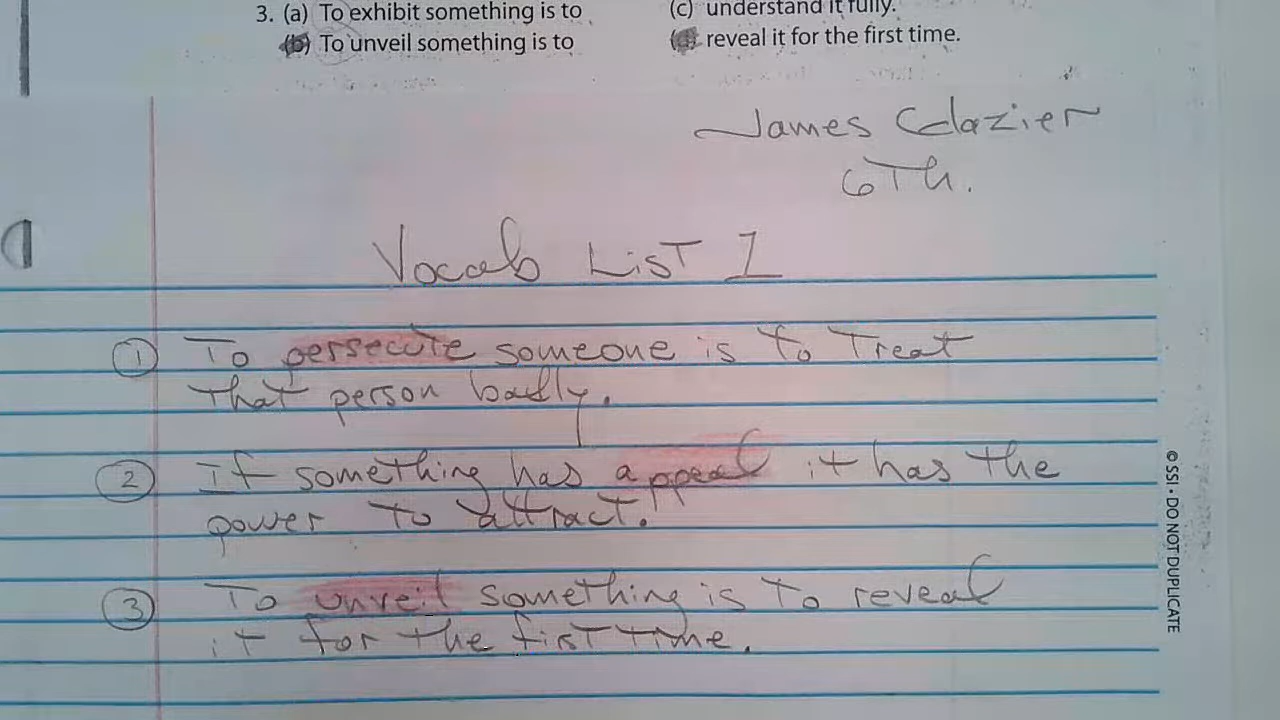 3. (a) To exhibit something is to (c) understand it fully.
(b) To unveil something is to (d) reveal it for the first time.
James Glazier
6Th.
Vocab List 1
① To persecute someone is to Treat
that person badly.
② If something has appeal it has the
power to attract.
③ To unveil something is to reveal
it for the first time.
© SSI • DO NOT DUPLICATE